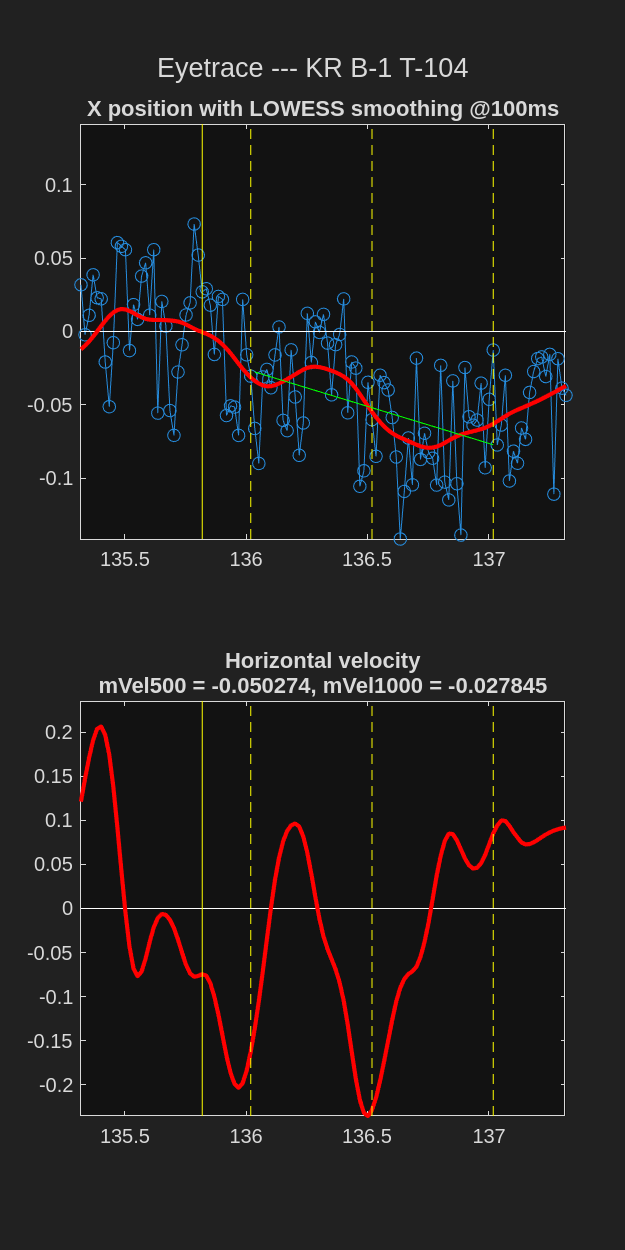 Eyetrace --- KR B-1 T-104
X position with LOWESS smoothing @100ms
0.1
0.05
0
-0.05
-0.1
135.5 136 136.5 137
Horizontal velocity
mVel500 = -0.050274, mVel1000 = -0.027845
0.2
0.15
0.1
0.05
0
-0.05
-0.1
-0.15
-0.2
135.5 136 136.5 137